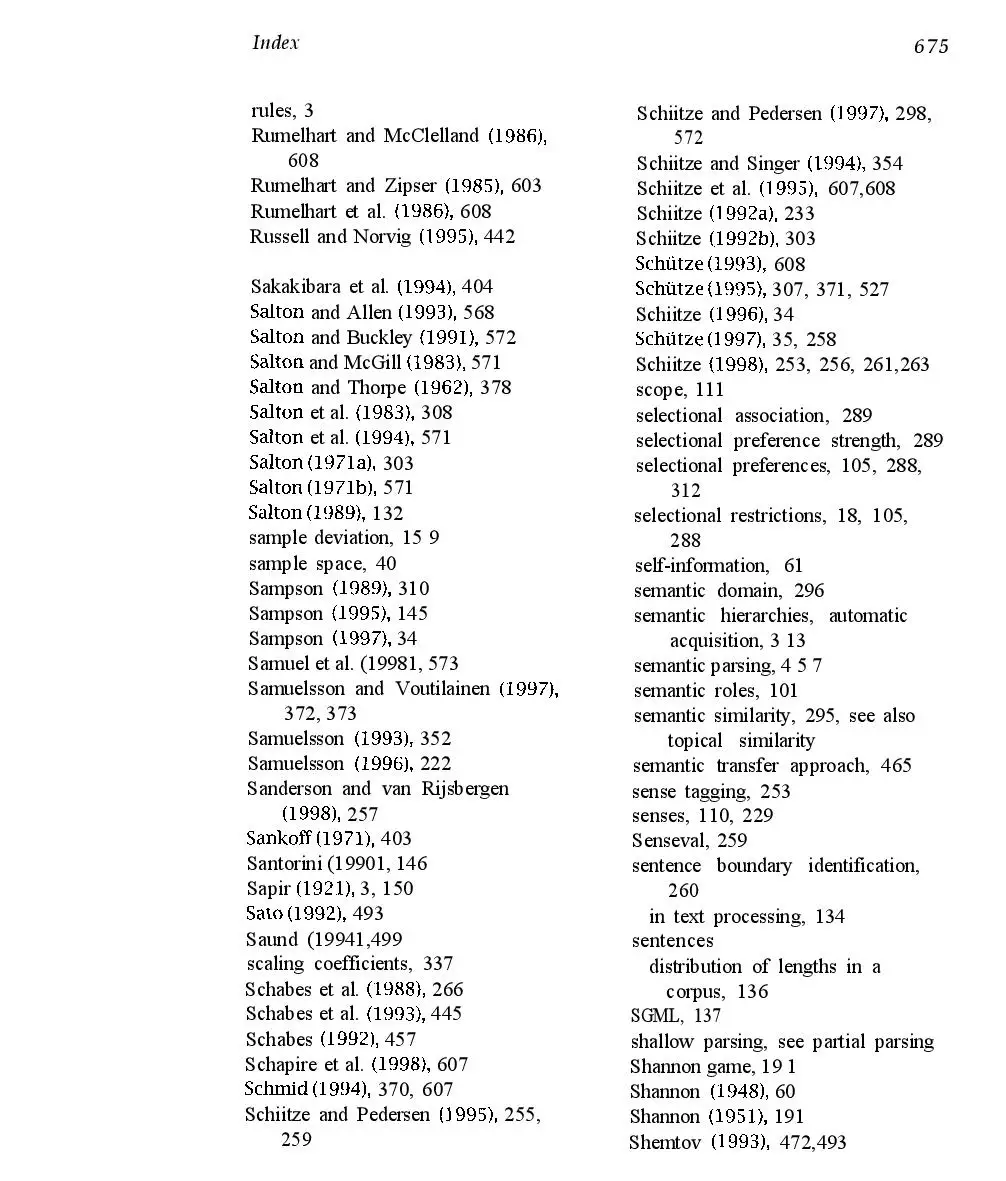 Index
675
rules, 3
Rumelhart and McClelland (1986),
608
Rumelhart and Zipser (1985), 603
Rumelhart et al. (1986), 608
Russell and Norvig (1995), 442
Sakakibara et al. (1994), 404
Salton and Allen (1993), 568
Salton and Buckley (1991), 572
Salton and McGill (1983), 571
Salton and Thorpe (1962), 378
Salton et al. (1983), 308
Salton et al. (1994), 571
Salton (1971a), 303
Salton (1971b), 571
Salton (1989), 132
sample deviation, 15 9
sample space, 40
Sampson (1989), 310
Sampson (1995), 145
Sampson (1997), 34
Samuel et al. (19981, 573
Samuelsson and Voutilainen (1997),
372, 373
Samuelsson (1993), 352
Samuelsson (1996), 222
Sanderson and van Rijsbergen
(1998), 257
Sankoff (1971), 403
Santorini (19901, 146
Sapir (1921), 3, 150
Sato (1992), 493
Saund (19941,499
scaling coefficients, 337
Schabes et al. (1988), 266
Schabes et al. (1993), 445
Schabes (1992), 457
Schapire et al. (1998), 607
Schmid (1994), 370, 607
Schiitze and Pedersen (1995), 255,
259
Schiitze and Pedersen (1997), 298,
572
Schiitze and Singer (1994), 354
Schiitze et al. (1995), 607,608
Schiitze (1992a), 233
Schiitze (1992b), 303
Schütze (1993), 608
Schütze (1995), 307, 371, 527
Schiitze (1996), 34
Schütze (1997), 35, 258
Schiitze (1998), 253, 256, 261,263
scope, 111
selectional association, 289
selectional preference strength, 289
selectional preferences, 105, 288,
312
selectional restrictions, 18, 105,
288
self-information, 61
semantic domain, 296
semantic hierarchies, automatic
acquisition, 3 13
semantic parsing, 4 5 7
semantic roles, 101
semantic similarity, 295, see also
topical similarity
semantic transfer approach, 465
sense tagging, 253
senses, 110, 229
Senseval, 259
sentence boundary identification,
260
in text processing, 134
sentences
distribution of lengths in a
corpus, 136
SGML, 137
shallow parsing, see partial parsing
Shannon game, 19 1
Shannon (1948), 60
Shannon (1951), 191
Shemtov (1993), 472,493